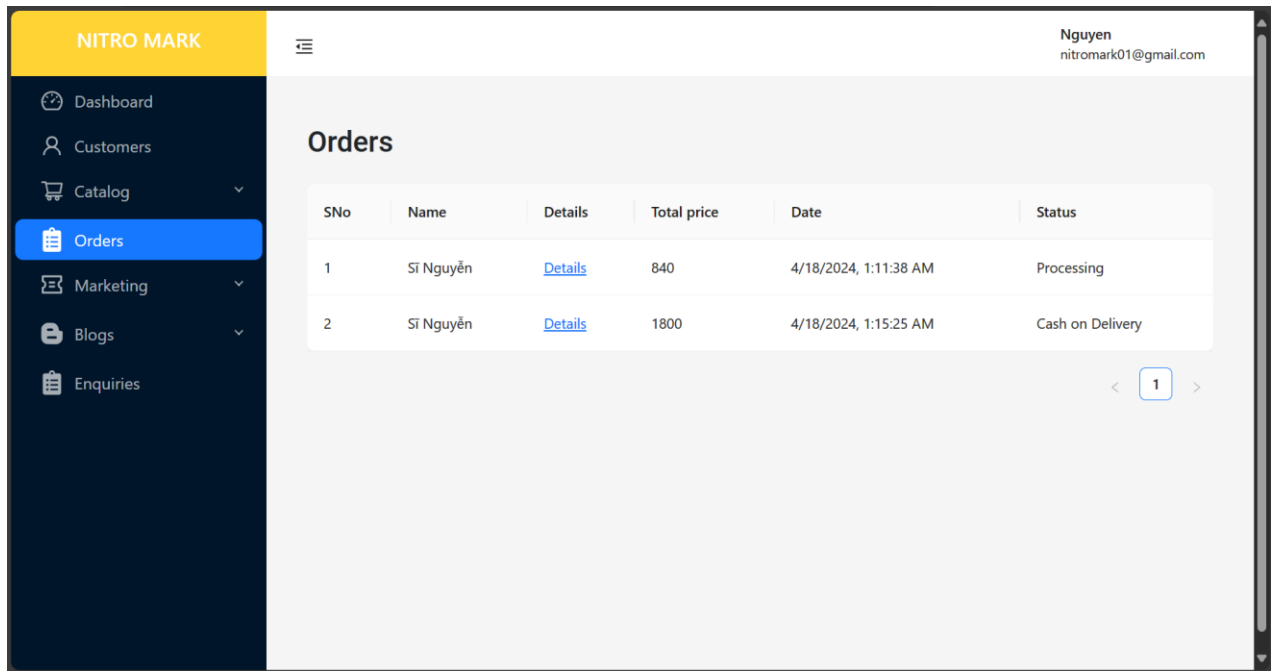 NITRO MARK
Nguyen
nitromark01@gmail.com
Dashboard
Customers
Catalog
Orders
Marketing
Blogs
Enquiries
Orders
SNo Name Details Total price Date Status
1 Sĩ Nguyễn Details 840 4/18/2024, 1:11:38 AM Processing
2 Sĩ Nguyễn Details 1800 4/18/2024, 1:15:25 AM Cash on Delivery
< 1 >